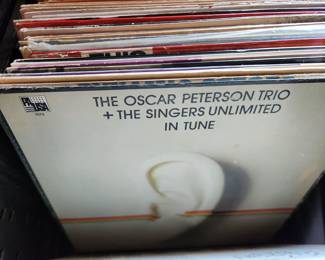 THE OSCAR PETERSON TRIO
+ THE SINGERS UNLIMITED
IN TUNE